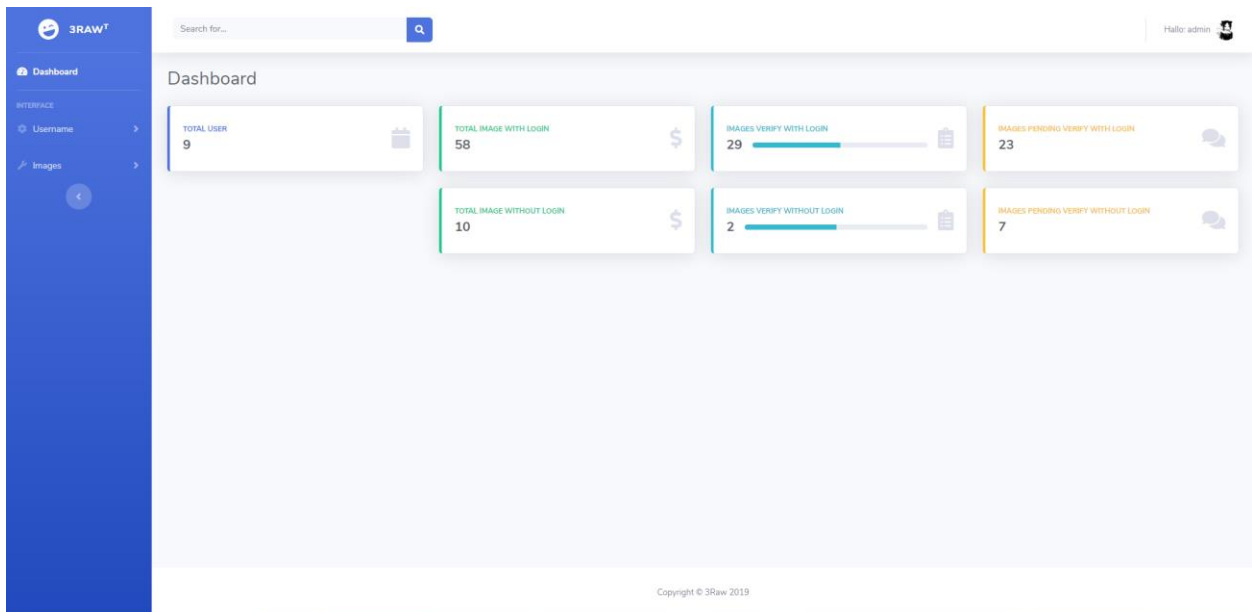 3RAWᵀ
Search for...
Hallo: admin
Dashboard
INTERFACE
Username
Images
Dashboard
TOTAL USER
9
TOTAL IMAGE WITH LOGIN
58
IMAGES VERIFY WITH LOGIN
29
IMAGES PENDING VERIFY WITH LOGIN
23
TOTAL IMAGE WITHOUT LOGIN
10
IMAGES VERIFY WITHOUT LOGIN
2
IMAGES PENDING VERIFY WITHOUT LOGIN
7
Copyright © 3Raw 2019